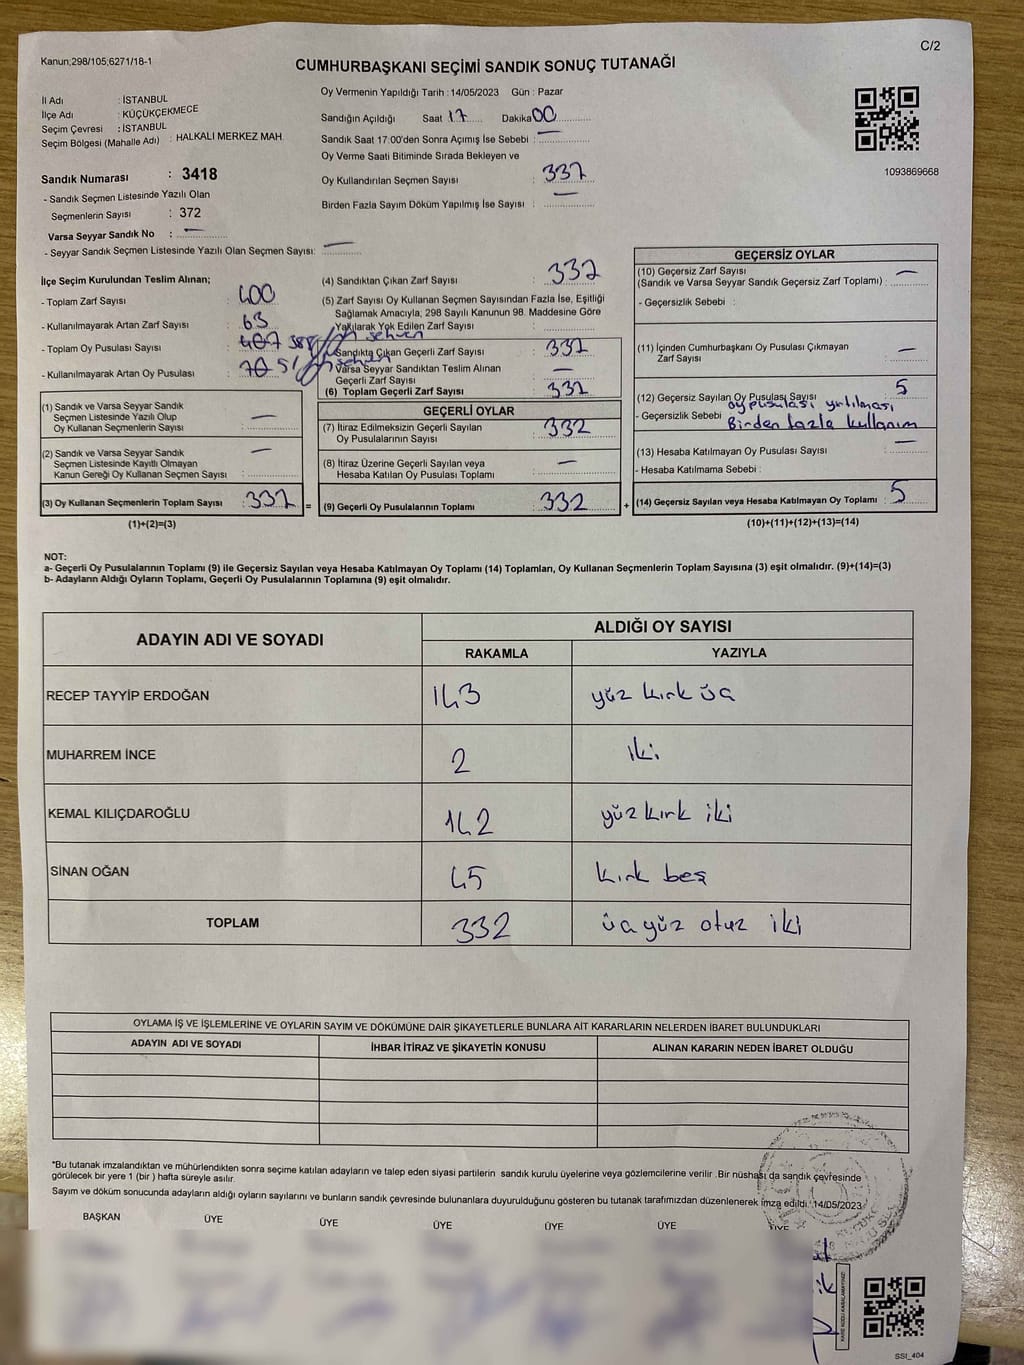 Kanun;298/105;6271/18-1
C/2
CUMHURBAŞKANI SEÇİMİ SANDIK SONUÇ TUTANAĞI
İl Adı : İSTANBUL
İlçe Adı : KÜÇÜKÇEKMECE
Seçim Çevresi : İSTANBUL
Seçim Bölgesi (Mahalle Adı) : HALKALI MERKEZ MAH.
Sandık Numarası : 3418
- Sandık Seçmen Listesinde Yazılı Olan
Seçmenlerin Sayısı : 372
Varsa Seyyar Sandık No : —
- Seyyar Sandık Seçmen Listesinde Yazılı Olan Seçmen Sayısı: —
Oy Vermenin Yapıldığı Tarih : 14/05/2023 Gün : Pazar
Sandığın Açıldığı Saat 17 Dakika 00
Sandık Saat 17:00'den Sonra Açımış İse Sebebi : —
Oy Verme Saati Bitiminde Sırada Bekleyen ve
Oy Kullandırılan Seçmen Sayısı : 337
Birden Fazla Sayım Döküm Yapılmış İse Sayısı : —
1093869668
İlçe Seçim Kurulundan Teslim Alınan;
- Toplam Zarf Sayısı : 400
- Kullanılmayarak Artan Zarf Sayısı : 63
- Toplam Oy Pusulası Sayısı : 407 388 sehven
- Kullanılmayarak Artan Oy Pusulası : 70 51 sehven
(1) Sandık ve Varsa Seyyar Sandık
Seçmen Listesinde Yazılı Olup
Oy Kullanan Seçmenlerin Sayısı : —
(2) Sandık ve Varsa Seyyar Sandık
Seçmen Listesinde Kayıtlı Olmayan
Kanun Gereği Oy Kullanan Seçmen Sayısı : —
(3) Oy Kullanan Seçmenlerin Toplam Sayısı : 337 =
(1)+(2)=(3)
(4) Sandıktan Çıkan Zarf Sayısı : 332
(5) Zarf Sayısı Oy Kullanan Seçmen Sayısından Fazla İse, Eşitliği
Sağlamak Amacıyla; 298 Sayılı Kanunun 98. Maddesine Göre
Yakılarak Yok Edilen Zarf Sayısı :
Sandıkta Çıkan Geçerli Zarf Sayısı : 332
Varsa Seyyar Sandıktan Teslim Alınan
Geçerli Zarf Sayısı : —
(6) Toplam Geçerli Zarf Sayısı : 332
GEÇERLİ OYLAR
(7) İtiraz Edilmeksizin Geçerli Sayılan
Oy Pusulalarının Sayısı : 332
(8) İtiraz Üzerine Geçerli Sayılan veya
Hesaba Katılan Oy Pusulası Toplamı : —
(9) Geçerli Oy Pusulalarının Toplamı : 332 +
GEÇERSİZ OYLAR
(10) Geçersiz Zarf Sayısı
(Sandık ve Varsa Seyyar Sandık Geçersiz Zarf Toplamı) : —
- Geçersizlik Sebebi :
(11) İçinden Cumhurbaşkanı Oy Pusulası Çıkmayan
Zarf Sayısı : —
(12) Geçersiz Sayılan Oy Pusulası Sayısı : 5
oy pusulası yırtılması
- Geçersizlik Sebebi : Birden fazla kullanım
(13) Hesaba Katılmayan Oy Pusulası Sayısı : —
- Hesaba Katılmama Sebebi :
(14) Geçersiz Sayılan veya Hesaba Katılmayan Oy Toplamı : 5
(10)+(11)+(12)+(13)=(14)
NOT:
a- Geçerli Oy Pusulalarının Toplamı (9) ile Geçersiz Sayılan veya Hesaba Katılmayan Oy Toplamı (14) Toplamları, Oy Kullanan Seçmenlerin Toplam Sayısına (3) eşit olmalıdır. (9)+(14)=(3)
b- Adayların Aldığı Oyların Toplamı, Geçerli Oy Pusulalarının Toplamına (9) eşit olmalıdır.
ADAYIN ADI VE SOYADI
ALDIĞI OY SAYISI
RAKAMLA YAZIYLA
RECEP TAYYİP ERDOĞAN 143 yüz kırk üç
MUHARREM İNCE 2 iki
KEMAL KILIÇDAROĞLU 142 yüz kırk iki
SİNAN OĞAN 45 kırk beş
TOPLAM 332 üç yüz otuz iki
OYLAMA İŞ VE İŞLEMLERİNE VE OYLARIN SAYIM VE DÖKÜMÜNE DAİR ŞİKAYETLERLE BUNLARA AİT KARARLARIN NELERDEN İBARET BULUNDUKLARI
ADAYIN ADI VE SOYADI İHBAR İTİRAZ VE ŞİKAYETİN KONUSU ALINAN KARARIN NEDEN İBARET OLDUĞU
*Bu tutanak imzalandıktan ve mühürlendikten sonra seçime katılan adayların ve talep eden siyasi partilerin sandık kurulu üyelerine veya gözlemcilerine verilir .Bir nüshası da sandık çevresinde
görülecek bir yere 1 (bir ) hafta süreyle asılır.
Sayım ve döküm sonucunda adayların aldığı oyların sayılarını ve bunların sandık çevresinde bulunanlara duyurulduğunu gösteren bu tutanak tarafımızdan düzenlenerek imza edildi. 14/05/2023
BAŞKAN ÜYE ÜYE ÜYE ÜYE ÜYE ÜYE
SSI_404